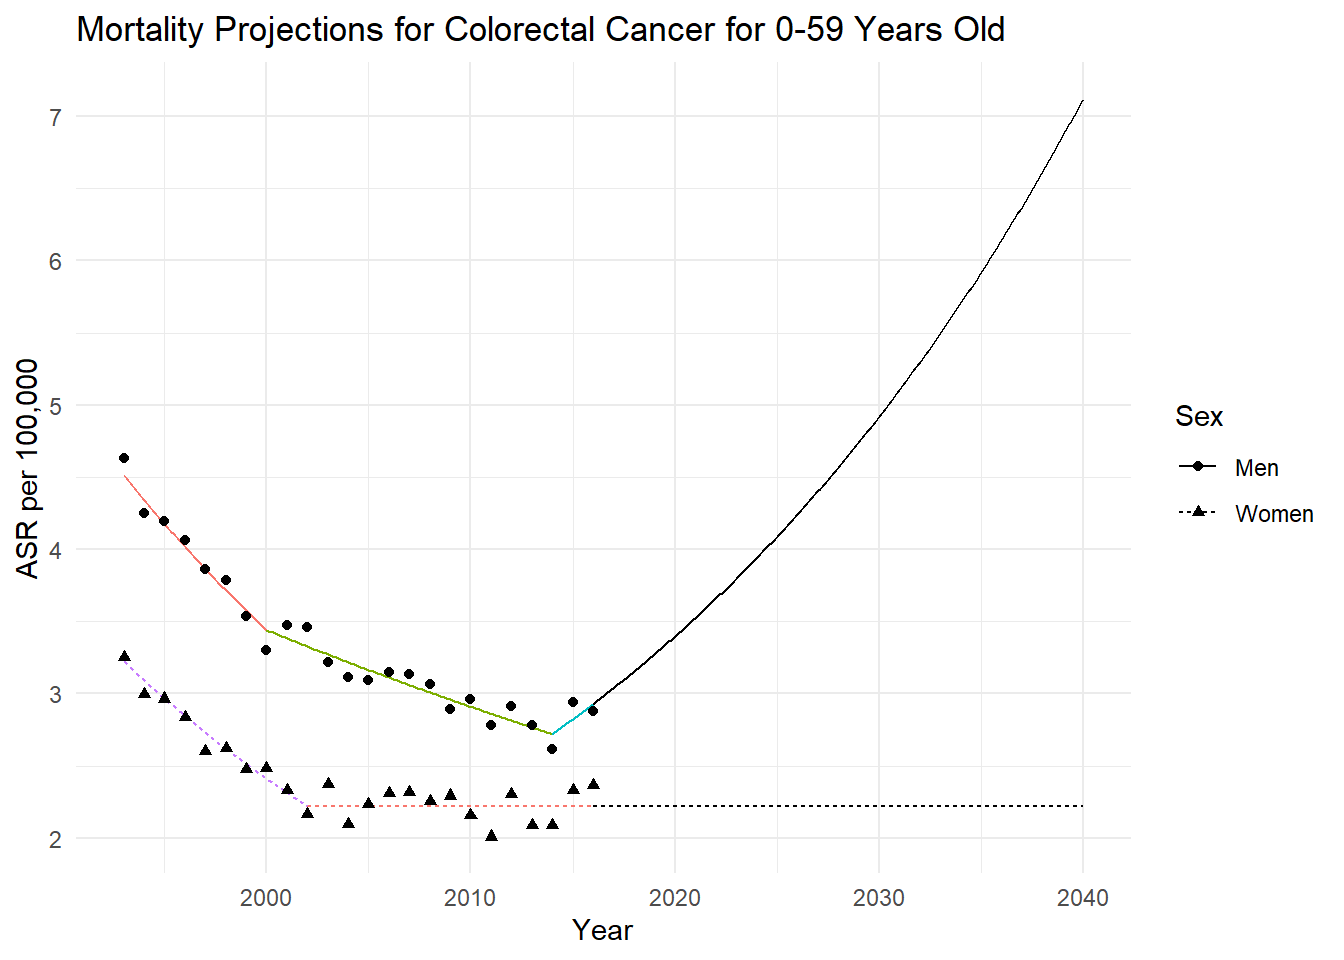 Mortality Projections for Colorectal Cancer for 0-59 Years Old
7
6
5
4
3
2
ASR per 100,000
2000
2010
2020
2030
2040
Year
Sex
Men
Women